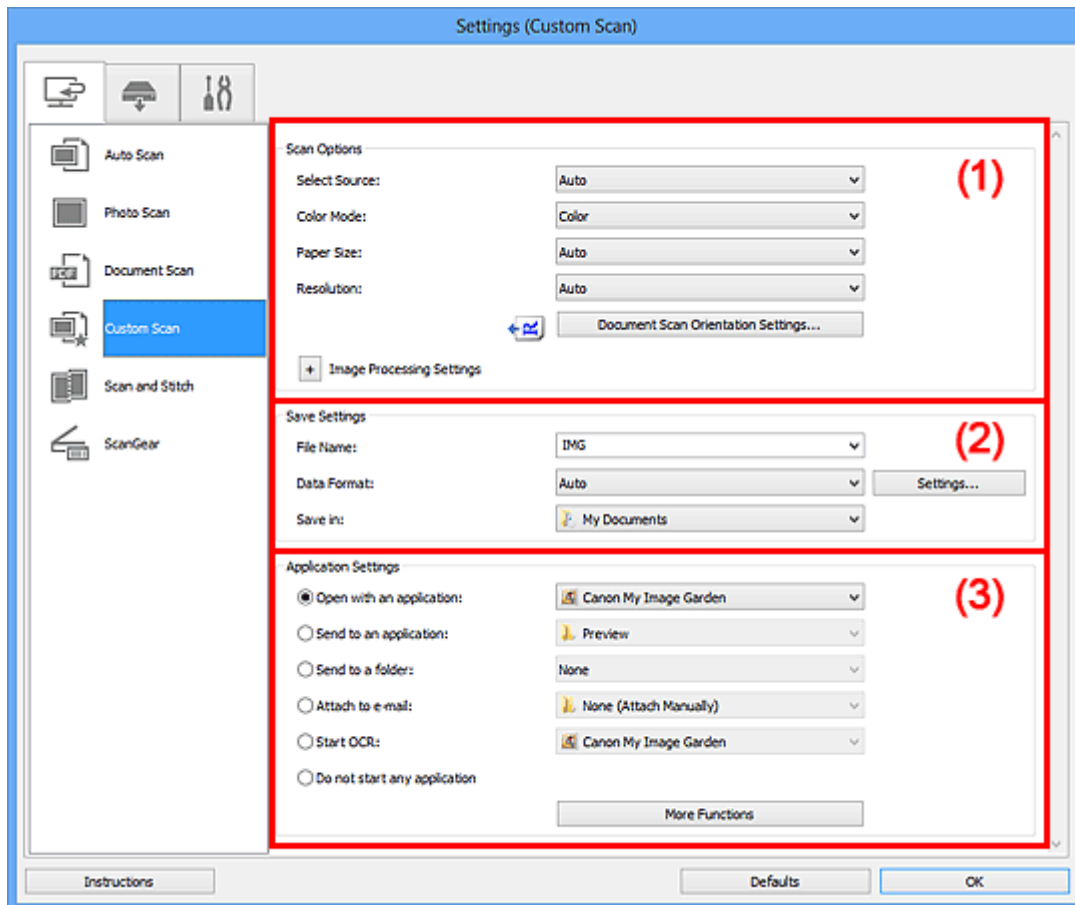 Settings (Custom Scan)
Auto Scan
Photo Scan
PDF
Document Scan
Custom Scan
Scan and Stitch
ScanGear
(1)
Scan Options
Select Source: Auto
Color Mode: Color
Paper Size: Auto
Resolution: Auto
R Document Scan Orientation Settings...
+ Image Processing Settings
(2)
Save Settings
File Name: IMG
Data Format: Auto Settings...
Save in: My Documents
(3)
Application Settings
Open with an application: Canon My Image Garden
Send to an application: Preview
Send to a folder: None
Attach to e-mail: None (Attach Manually)
Start OCR: Canon My Image Garden
Do not start any application
More Functions
Instructions Defaults OK